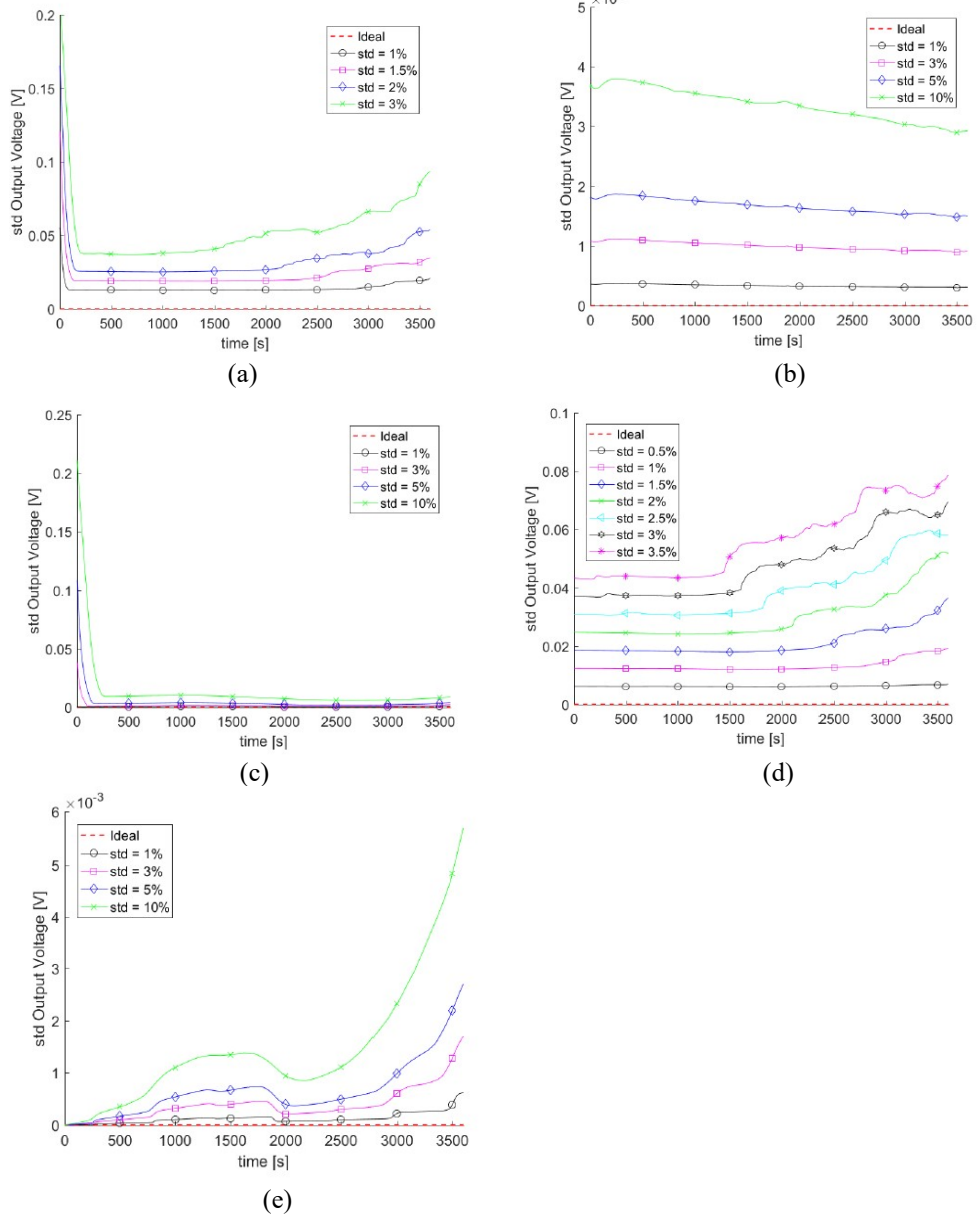 0.2
0.15
0.1
0.05
0
std Output Voltage [V]
Ideal
std = 1%
std = 1.5%
std = 2%
std = 3%
0 500 1000 1500 2000 2500 3000 3500
time [s]
(a)
5
4
3
2
1
0
std Output Voltage [V]
Ideal
std = 1%
std = 3%
std = 5%
std = 10%
0 500 1000 1500 2000 2500 3000 3500
time [s]
(b)
0.25
0.2
0.15
0.1
0.05
0
std Output Voltage [V]
Ideal
std = 1%
std = 3%
std = 5%
std = 10%
0 500 1000 1500 2000 2500 3000 3500
time [s]
(c)
0.1
0.08
0.06
0.04
0.02
0
std Output Voltage [V]
Ideal
std = 0.5%
std = 1%
std = 1.5%
std = 2%
std = 2.5%
std = 3%
std = 3.5%
0 500 1000 1500 2000 2500 3000 3500
time [s]
(d)
×10-3
6
5
4
3
2
1
0
std Output Voltage [V]
Ideal
std = 1%
std = 3%
std = 5%
std = 10%
0 500 1000 1500 2000 2500 3000 3500
time [s]
(e)